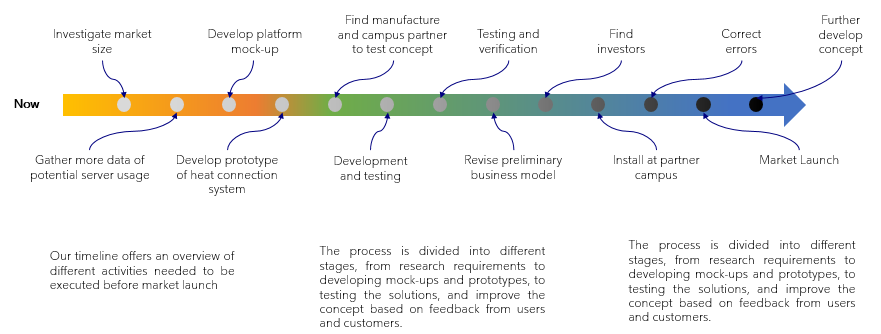 Investigate market
size
Develop platform
mock-up
Find manufacture
and campus partner
to test concept
Testing and
verification
Find
investors
Correct
errors
Further
develop
concept
Now
Gather more data of
potential server usage
Develop prototype
of heat connection
system
Development
and testing
Revise preliminary
business model
Install at partner
campus
Market Launch
Our timeline offers an overview of
different activities needed to be
executed before market launch
The process is divided into different
stages, from research requirements to
developing mock-ups and prototypes, to
testing the solutions, and improve the
concept based on feedback from users
and customers.
The process is divided into different
stages, from research requirements to
developing mock-ups and prototypes, to
testing the solutions, and improve the
concept based on feedback from users
and customers.